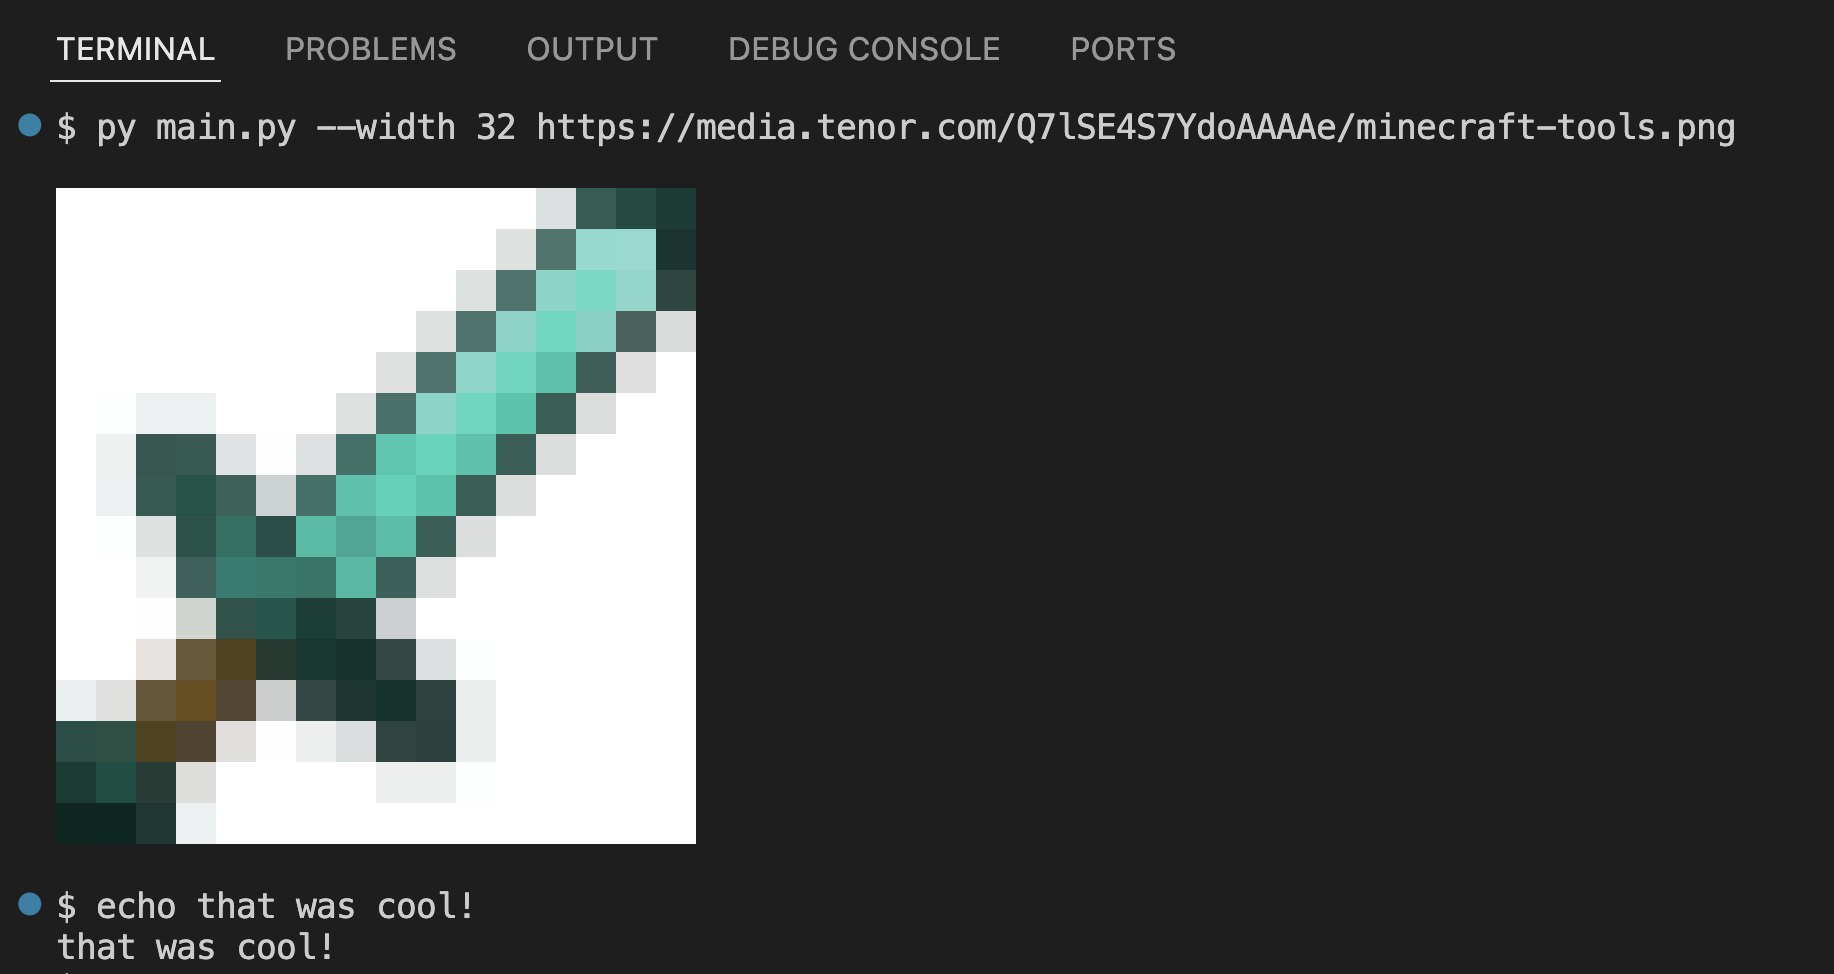 TERMINAL PROBLEMS OUTPUT DEBUG CONSOLE PORTS
$ py main.py --width 32 https://media.tenor.com/Q7lSE4S7YdoAAAAe/minecraft-tools.png
$ echo that was cool!
that was cool!